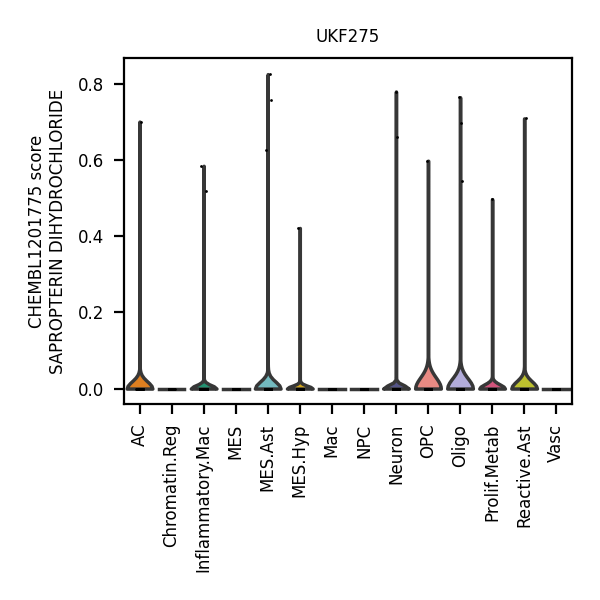 UKF275
CHEMBL1201775 score
SAPROPTERIN DIHYDROCHLORIDE
0.8
0.6
0.4
0.2
0.0
AC
Chromatin.Reg
Inflammatory.Mac
MES
MES.Ast
MES.Hyp
Mac
NPC
Neuron
OPC
Oligo
Prolif.Metab
Reactive.Ast
Vasc